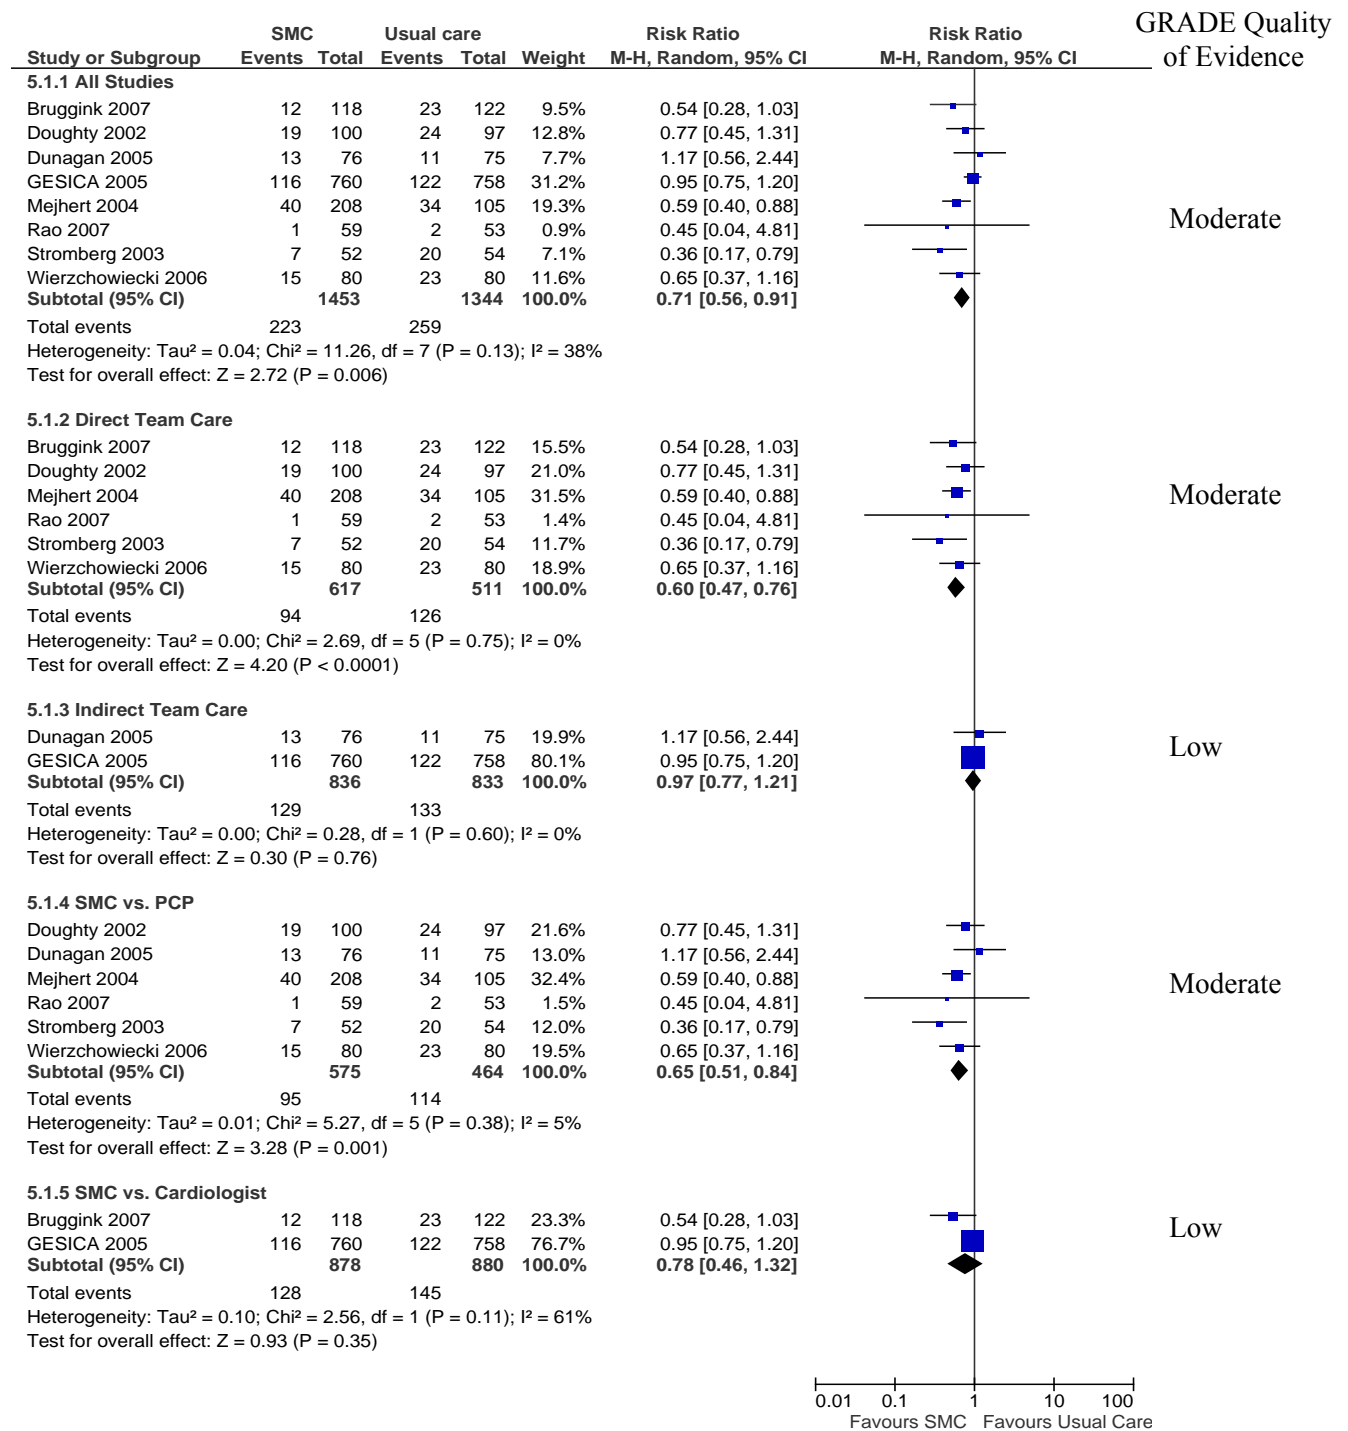 SMC Usual care Risk Ratio Risk Ratio GRADE Quality
Study or Subgroup Events Total Events Total Weight M-H, Random, 95% CI M-H, Random, 95% CI of Evidence
5.1.1 All Studies
Bruggink 2007 12 118 23 122 9.5% 0.54 [0.28, 1.03]
Doughty 2002 19 100 24 97 12.8% 0.77 [0.45, 1.31]
Dunagan 2005 13 76 11 75 7.7% 1.17 [0.56, 2.44]
GESICA 2005 116 760 122 758 31.2% 0.95 [0.75, 1.20]
Mejhert 2004 40 208 34 105 19.3% 0.59 [0.40, 0.88] Moderate
Rao 2007 1 59 2 53 0.9% 0.45 [0.04, 4.81]
Stromberg 2003 7 52 20 54 7.1% 0.36 [0.17, 0.79]
Wierzchowiecki 2006 15 80 23 80 11.6% 0.65 [0.37, 1.16]
Subtotal (95% CI) 1453 1344 100.0% 0.71 [0.56, 0.91]
Total events 223 259
Heterogeneity: Tau² = 0.04; Chi² = 11.26, df = 7 (P = 0.13); I² = 38%
Test for overall effect: Z = 2.72 (P = 0.006)
5.1.2 Direct Team Care
Bruggink 2007 12 118 23 122 15.5% 0.54 [0.28, 1.03]
Doughty 2002 19 100 24 97 21.0% 0.77 [0.45, 1.31]
Mejhert 2004 40 208 34 105 31.5% 0.59 [0.40, 0.88] Moderate
Rao 2007 1 59 2 53 1.4% 0.45 [0.04, 4.81]
Stromberg 2003 7 52 20 54 11.7% 0.36 [0.17, 0.79]
Wierzchowiecki 2006 15 80 23 80 18.9% 0.65 [0.37, 1.16]
Subtotal (95% CI) 617 511 100.0% 0.60 [0.47, 0.76]
Total events 94 126
Heterogeneity: Tau² = 0.00; Chi² = 2.69, df = 5 (P = 0.75); I² = 0%
Test for overall effect: Z = 4.20 (P < 0.0001)
5.1.3 Indirect Team Care
Dunagan 2005 13 76 11 75 19.9% 1.17 [0.56, 2.44] Low
GESICA 2005 116 760 122 758 80.1% 0.95 [0.75, 1.20]
Subtotal (95% CI) 836 833 100.0% 0.97 [0.77, 1.21]
Total events 129 133
Heterogeneity: Tau² = 0.00; Chi² = 0.28, df = 1 (P = 0.60); I² = 0%
Test for overall effect: Z = 0.30 (P = 0.76)
5.1.4 SMC vs. PCP
Doughty 2002 19 100 24 97 21.6% 0.77 [0.45, 1.31]
Dunagan 2005 13 76 11 75 13.0% 1.17 [0.56, 2.44]
Mejhert 2004 40 208 34 105 32.4% 0.59 [0.40, 0.88] Moderate
Rao 2007 1 59 2 53 1.5% 0.45 [0.04, 4.81]
Stromberg 2003 7 52 20 54 12.0% 0.36 [0.17, 0.79]
Wierzchowiecki 2006 15 80 23 80 19.5% 0.65 [0.37, 1.16]
Subtotal (95% CI) 575 464 100.0% 0.65 [0.51, 0.84]
Total events 95 114
Heterogeneity: Tau² = 0.01; Chi² = 5.27, df = 5 (P = 0.38); I² = 5%
Test for overall effect: Z = 3.28 (P = 0.001)
5.1.5 SMC vs. Cardiologist
Bruggink 2007 12 118 23 122 23.3% 0.54 [0.28, 1.03] Low
GESICA 2005 116 760 122 758 76.7% 0.95 [0.75, 1.20]
Subtotal (95% CI) 878 880 100.0% 0.78 [0.46, 1.32]
Total events 128 145
Heterogeneity: Tau² = 0.10; Chi² = 2.56, df = 1 (P = 0.11); I² = 61%
Test for overall effect: Z = 0.93 (P = 0.35)
0.01 0.1 1 10 100
Favours SMC Favours Usual Care